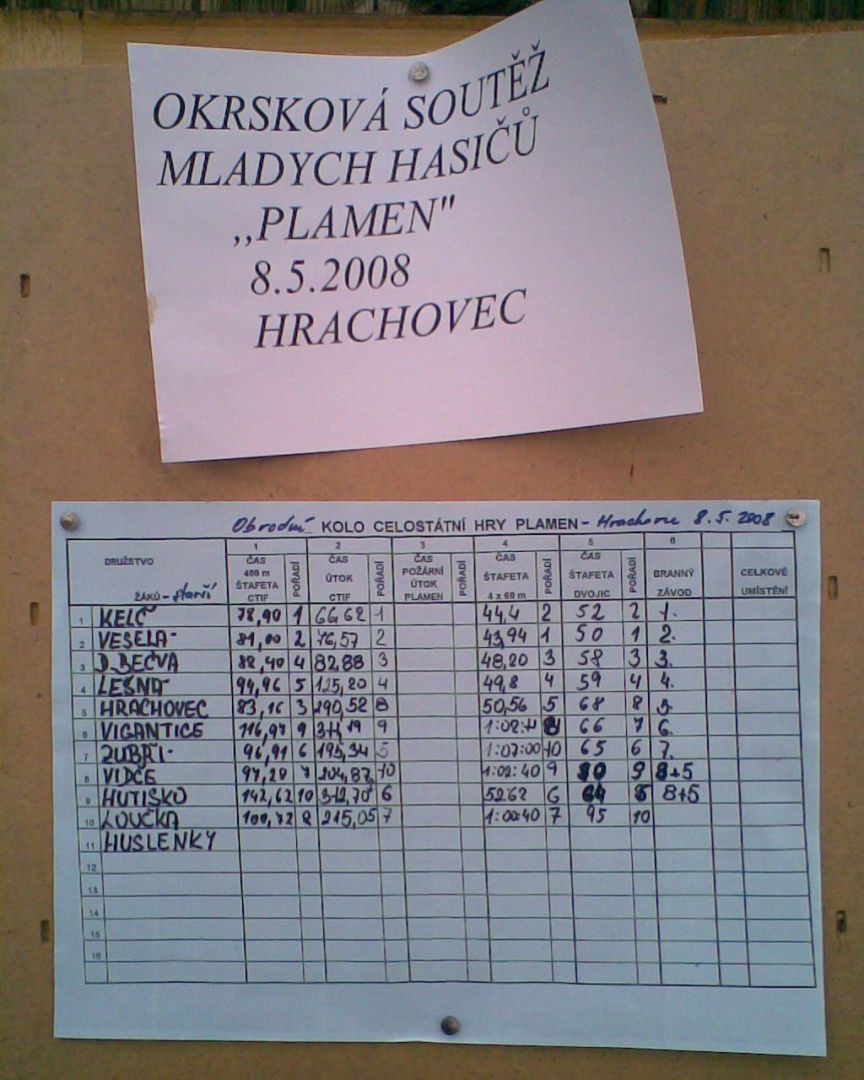 OKRSKOVÁ SOUTĚŽ
MLADYCH HASIČŮ
,,PLAMEN"
8.5.2008
HRACHOVEC
KOLO CELOSTÁTNÍ HRY PLAMEN - 8.5. 2008
1 2 3 4 5 6
DRUŽSTVO ČAS 400 m ŠTAFETA CTIF POŘADÍ ČAS ÚTOK CTIF POŘADÍ ČAS POŽÁRNÍ ÚTOK PLAMEN POŘADÍ ČAS ŠTAFETA 4 x 60 m POŘADÍ ČAS ŠTAFETA DVOJIC POŘADÍ BRANNÝ ZÁVOD CELKOVÉ UMÍSTĚNÍ
ŽÁKŮ - starší
1 KELČ 78,90 1 66,62 1 44,4 2 52 2 1.
2 VESELÁ 81,00 2 76,57 2 43,94 1 50 1 2.
3 D. BEČVA 82,40 4 82,88 3 48,20 3 58 3 3.
4 LEŠNÁ 94,96 5 125,20 4 49,8 4 59 4 4.
5 HRACHOVEC 83,16 3 8 50,56 5 68 8 5.
6 VIGANTICE 9 9 8 66 7 6.
7 ZUBŘÍ 96,91 6 195,34 5 1:07:00 10 65 6 7.
8 VIDČE 97,20 7 204,87 10 1:02:40 9 80 9 8+5
9 HUTISKO 142,62 10 312,70 6 52,62 6 64 5 8+5
10 LOUČKA 8 215,05 7 1:00:40 7 95 10
11 HUSLENKY
12
13
14
15
16